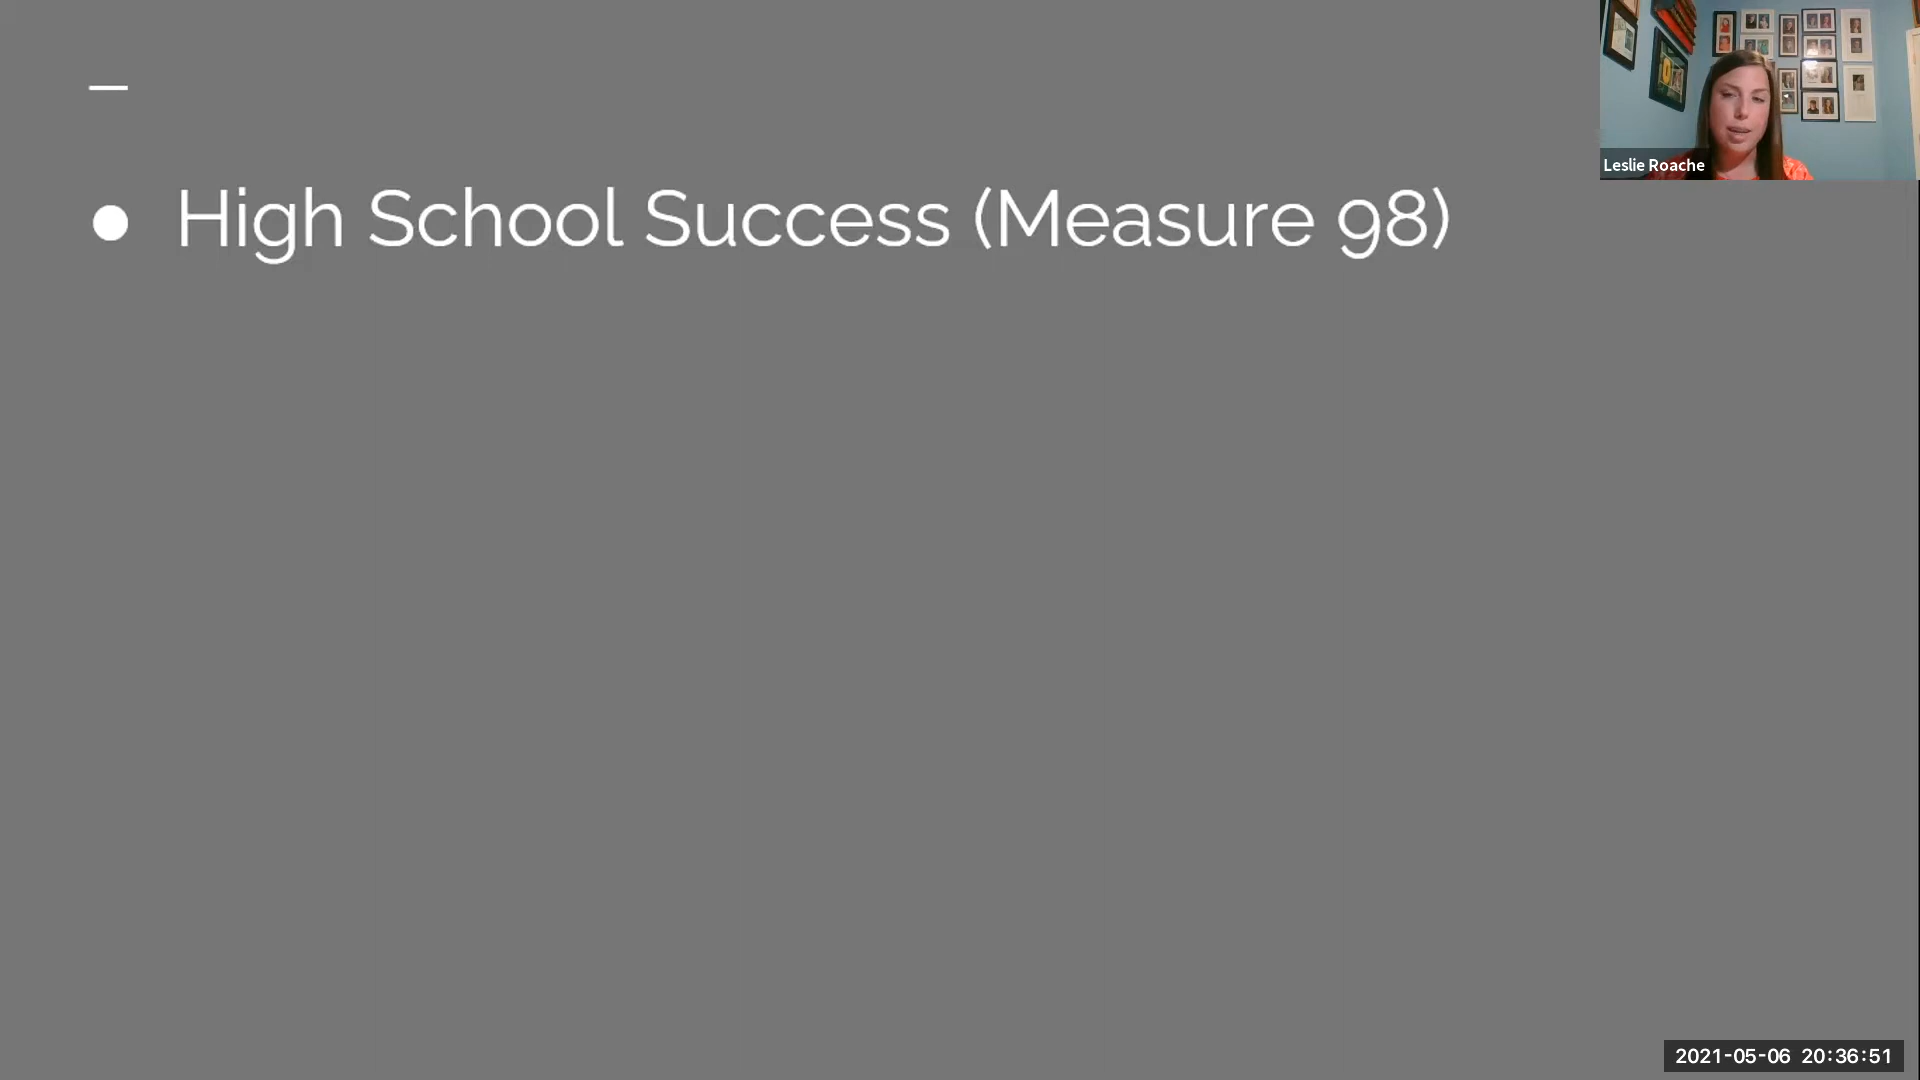 ● High School Success (Measure 98)
Leslie Roache
2021-05-06 20:36:51